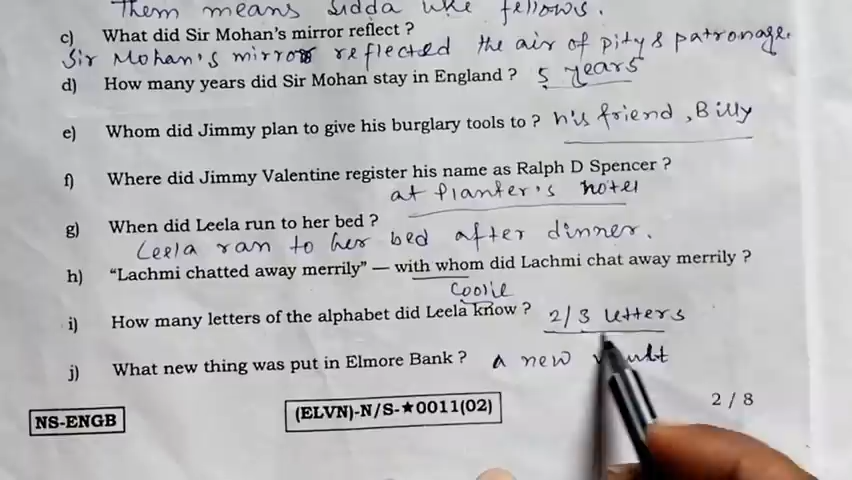 Them means Sidda like fellows.
c) What did Sir Mohan's mirror reflect ?
Sir Mohan's mirror reflected the air of pity & patronage.
d) How many years did Sir Mohan stay in England ? 5 years
e) Whom did Jimmy plan to give his burglary tools to ? his friend, Billy
f) Where did Jimmy Valentine register his name as Ralph D Spencer ?
at Planter's hotel
g) When did Leela run to her bed ?
Leela ran to her bed after dinner.
h) “Lachmi chatted away merrily” — with whom did Lachmi chat away merrily ?
Coolie
i) How many letters of the alphabet did Leela know ? 2/3 letters
j) What new thing was put in Elmore Bank ? a new
2 / 8
NS-ENGB
(ELVN)-N/S-★0011(02)